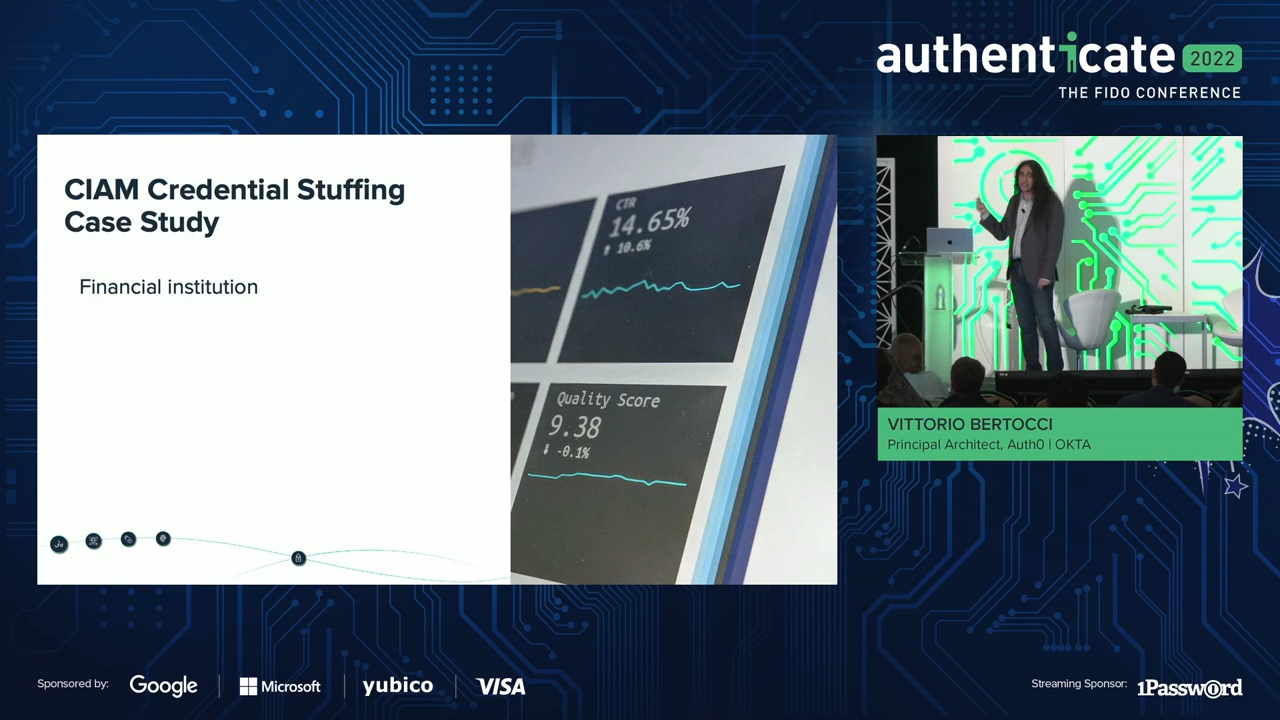 authenticate 2022
THE FIDO CONFERENCE
CIAM Credential Stuffing
Case Study
Financial institution
CTR
14.65%
10.6%
Quality Score
9.38
-0.1%
VITTORIO BERTOCCI
Principal Architect, Auth0 | OKTA
Sponsored by:
Google
Microsoft
yubico
VISA
Streaming Sponsor:
1Password